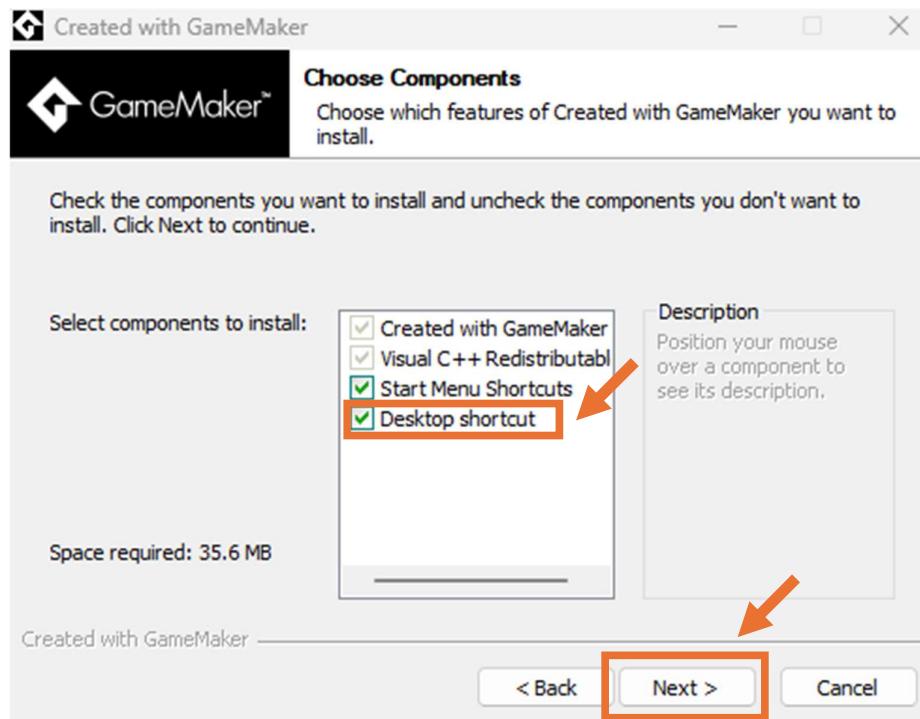 Created with GameMaker
GameMaker™
Choose Components
Choose which features of Created with GameMaker you want to
install.
Check the components you want to install and uncheck the components you don't want to
install. Click Next to continue.
Select components to install:
Created with GameMaker
Visual C++ Redistributabl
Start Menu Shortcuts
Desktop shortcut
Description
Position your mouse
over a component to
see its description.
Space required: 35.6 MB
Created with GameMaker
< Back
Next >
Cancel